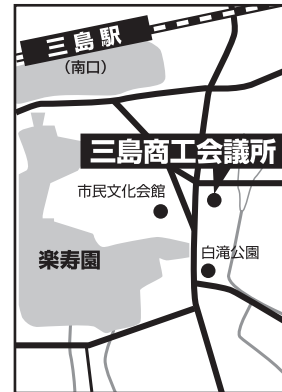 三島駅
（南口）
三島商工会議所
市民文化会館
白滝公園
楽寿園